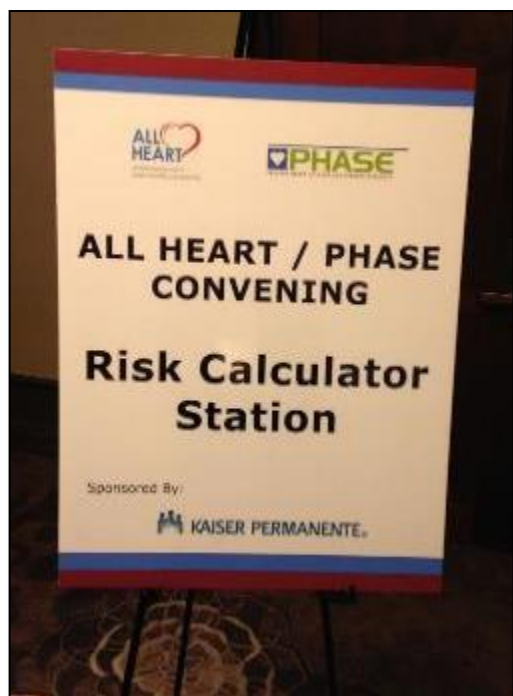 ALL
HEART
PHASE
ALL HEART / PHASE
CONVENING
Risk Calculator
Station
Sponsored By:
KAISER PERMANENTE®